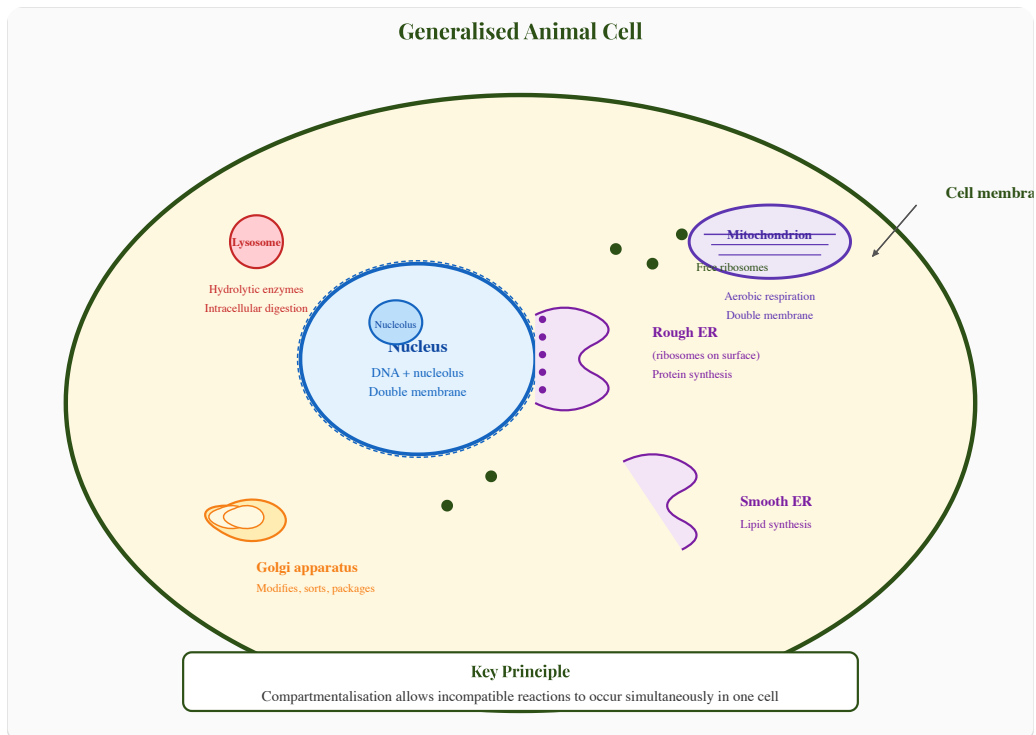 Generalised Animal Cell
Cell membra
Lysosome
Hydrolytic enzymes
Intracellular digestion
Mitochondrion
Free ribosomes
Aerobic respiration
Double membrane
Nucleolus
Nucleus
DNA + nucleolus
Double membrane
Rough ER
(ribosomes on surface)
Protein synthesis
Smooth ER
Lipid synthesis
Golgi apparatus
Modifies, sorts, packages
Key Principle
Compartmentalisation allows incompatible reactions to occur simultaneously in one cell